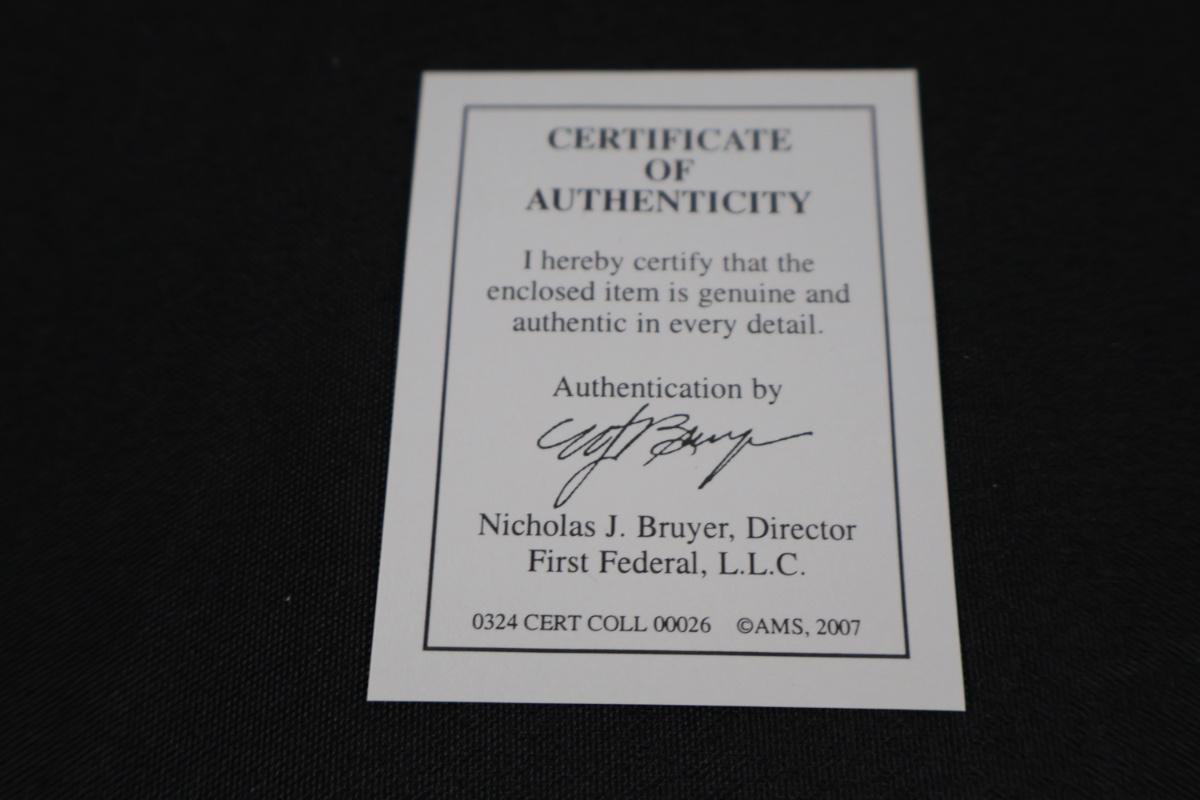 CERTIFICATE
OF
AUTHENTICITY
I hereby certify that the
enclosed item is genuine and
authentic in every detail.
Authentication by
Nicholas J. Bruyer, Director
First Federal, L.L.C.
0324 CERT COLL 00026 ©AMS, 2007